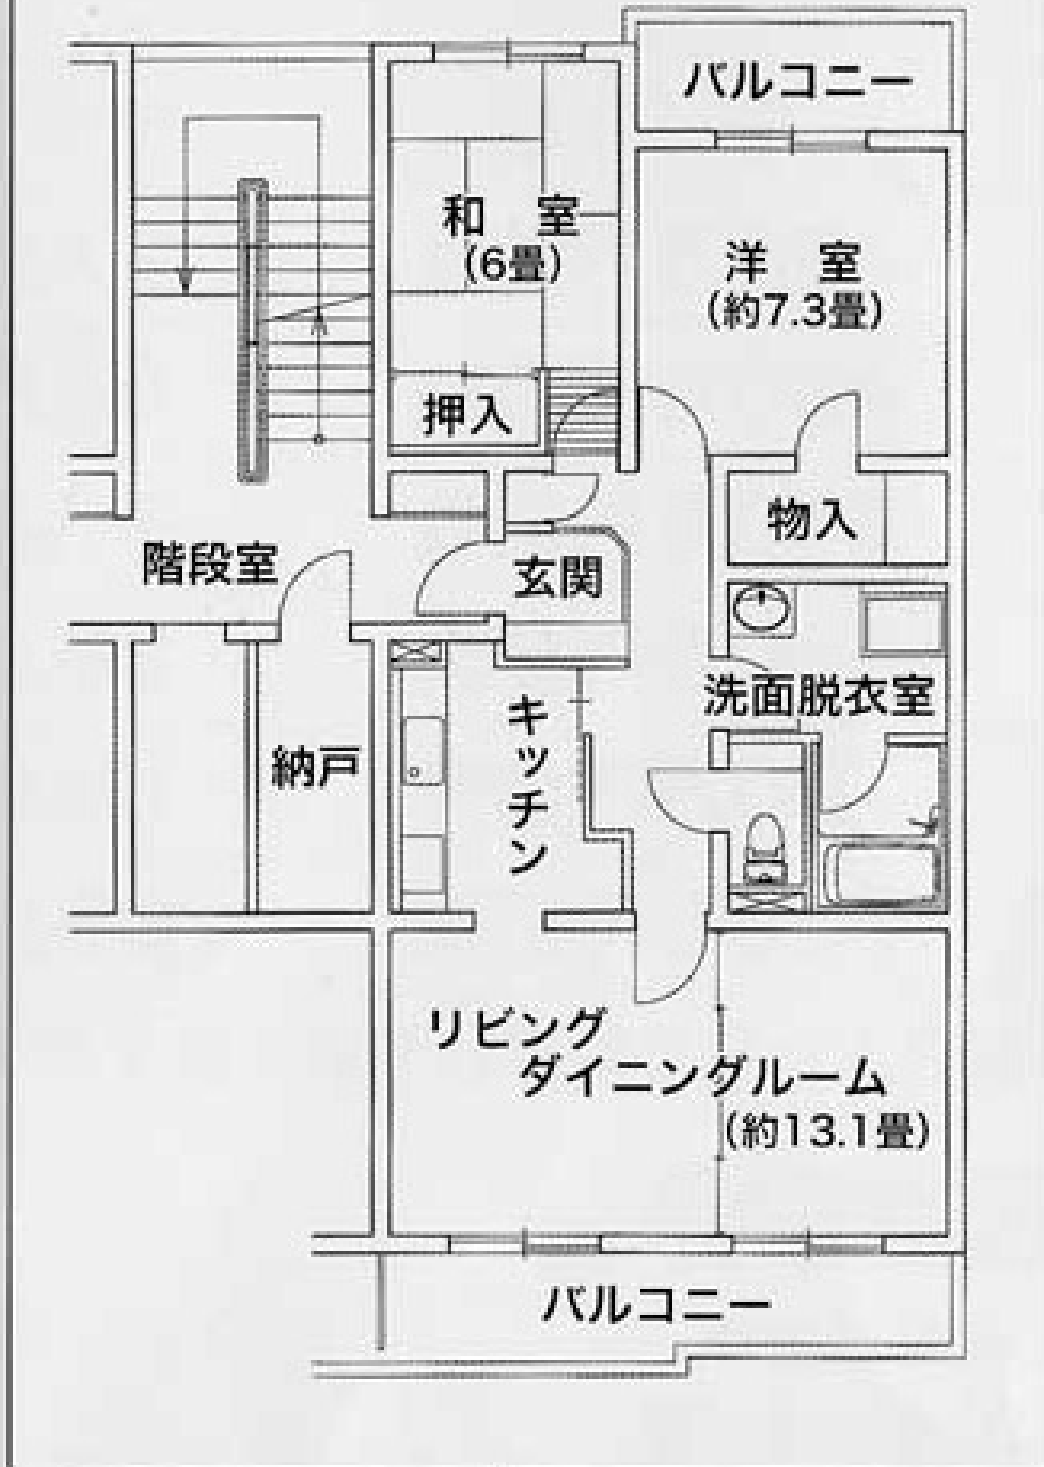 バルコニー
和 室
(6畳)
洋 室
(約7.3畳)
押入
物入
階段室
玄関
洗面脱衣室
キッチン
納戸
リビング
ダイニングルーム
(約13.1畳)
バルコニー